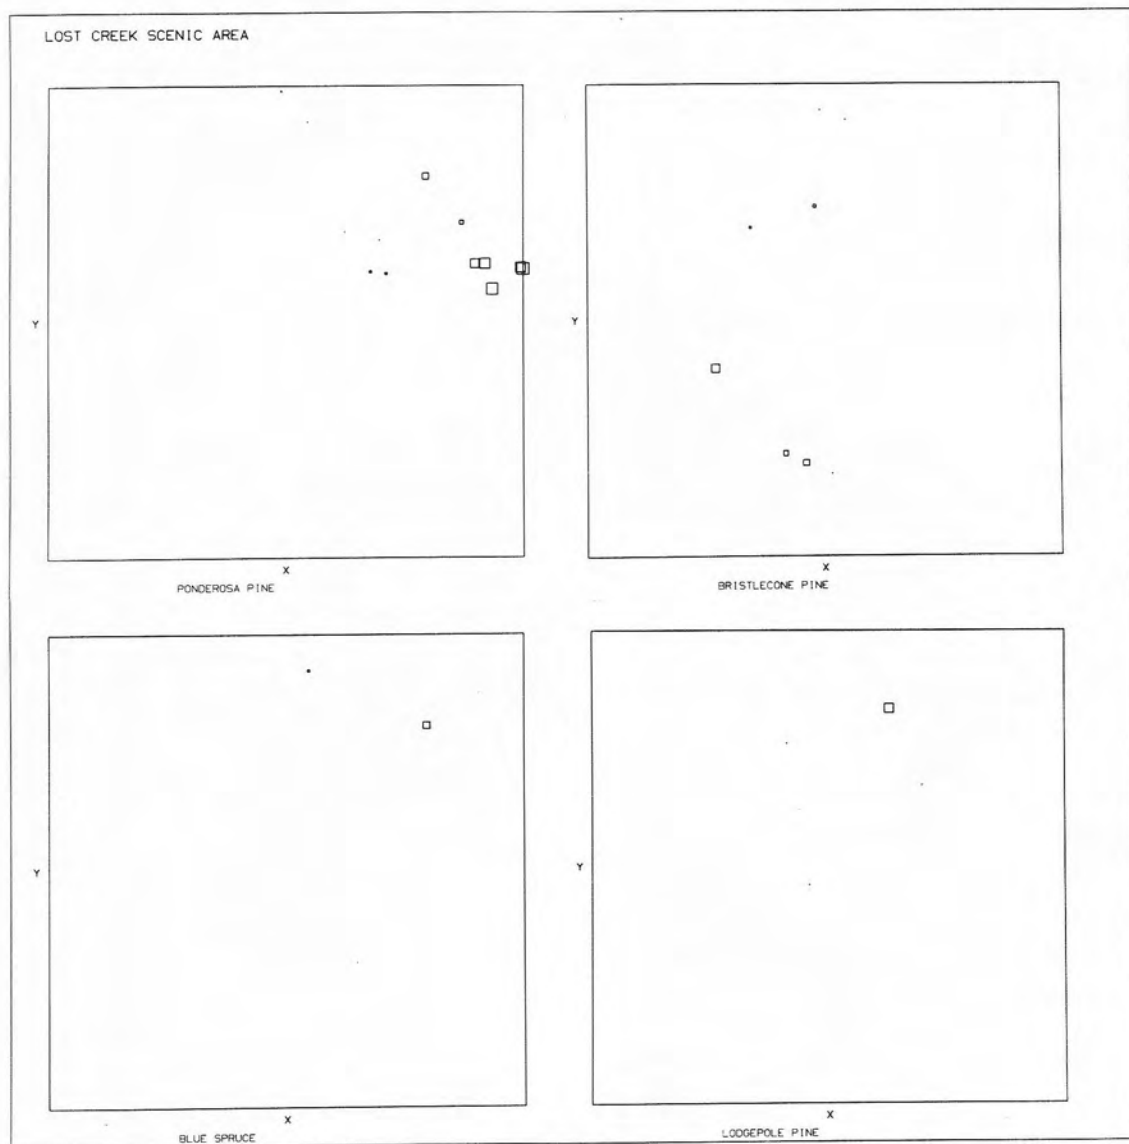 LOST CREEK SCENIC AREA
Y
X
PONDEROSA PINE
Y
X
BRISTLECONE PINE
Y
X
BLUE SPRUCE
Y
X
LODGEPOLE PINE